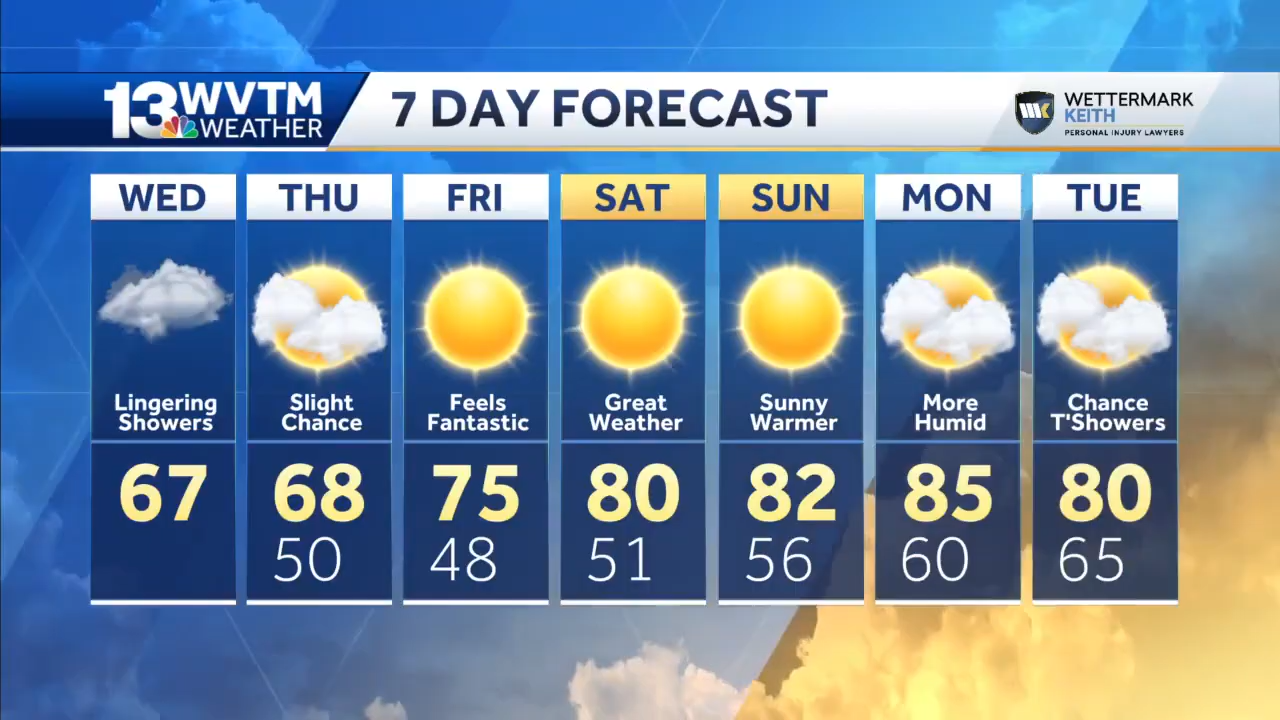 13 WVTM
WEATHER
7 DAY FORECAST
WETTERMARK
KEITH
PERSONAL INJURY LAWYERS
WED THU FRI SAT SUN MON TUE
Lingering
Showers
Slight
Chance
Feels
Fantastic
Great
Weather
Sunny
Warmer
More
Humid
Chance
T'Showers
67 68 75 80 82 85 80
50 48 51 56 60 65